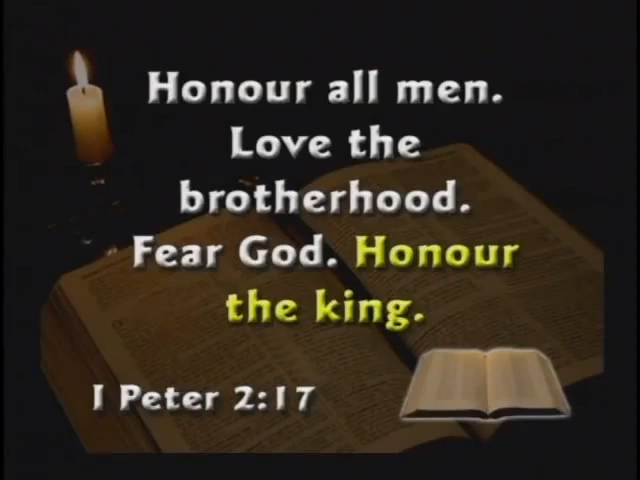 Honour all men.
Love the
brotherhood.
Fear God. Honour
the king.
I Peter 2:17